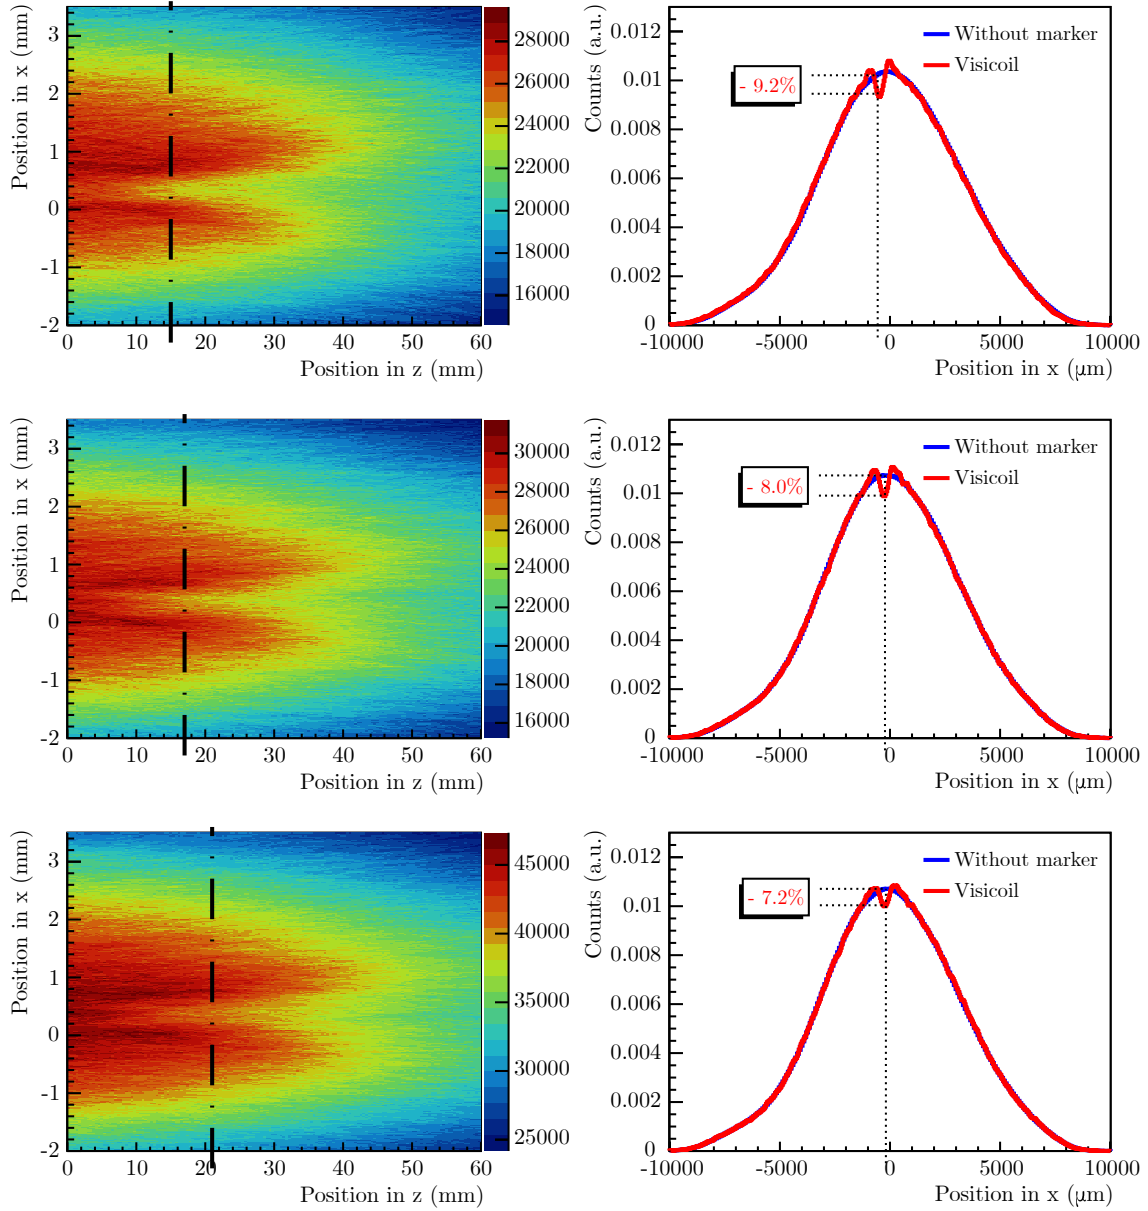 Position in x (mm)
3
2
1
0
-1
-2
0 10 20 30 40 50 60
Position in z (mm)
28000
26000
24000
22000
20000
18000
16000
Counts (a.u.)
0.012
0.01
0.008
0.006
0.004
0.002
0
-10000 -5000 0 5000 10000
Position in x (μm)
Without marker
Visicoil
- 9.2%
Position in x (mm)
3
2
1
0
-1
-2
0 10 20 30 40 50 60
Position in z (mm)
30000
28000
26000
24000
22000
20000
18000
16000
Counts (a.u.)
0.012
0.01
0.008
0.006
0.004
0.002
0
-10000 -5000 0 5000 10000
Position in x (μm)
Without marker
Visicoil
- 8.0%
Position in x (mm)
3
2
1
0
-1
-2
0 10 20 30 40 50 60
Position in z (mm)
45000
40000
35000
30000
25000
Counts (a.u.)
0.012
0.01
0.008
0.006
0.004
0.002
0
-10000 -5000 0 5000 10000
Position in x (μm)
Without marker
Visicoil
- 7.2%